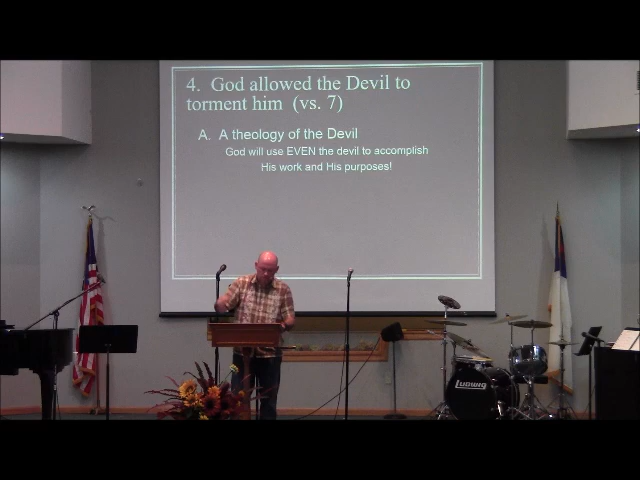 4. God allowed the Devil to
torment him (vs. 7)
A. A theology of the Devil
God will use EVEN the devil to accomplish
His work and His purposes!
LUDWIG